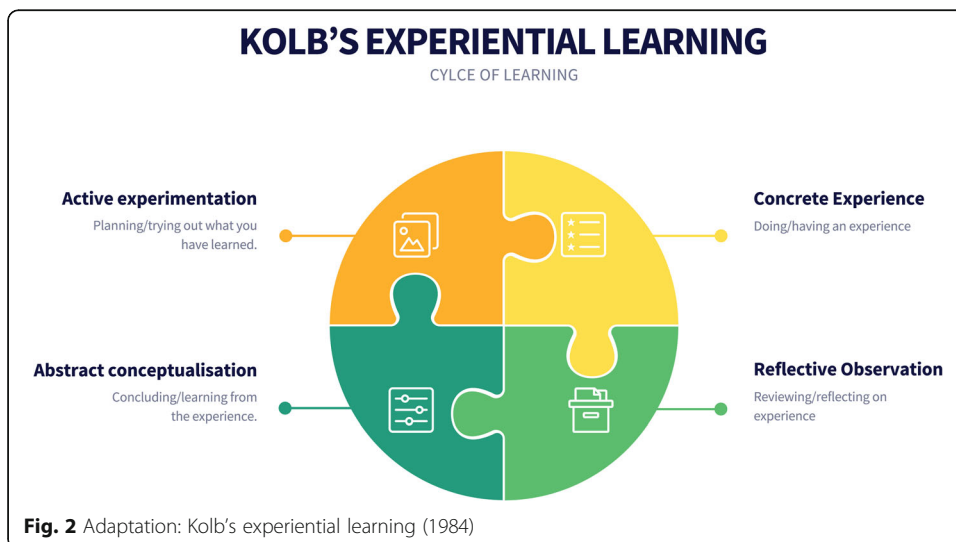 KOLB'S EXPERIENTIAL LEARNING
CYLCE OF LEARNING
Active experimentation
Planning/trying out what you
have learned.
Concrete Experience
Doing/having an experience
Abstract conceptualisation
Concluding/learning from
the experience.
Reflective Observation
Reviewing/reflecting on
experience
Fig. 2 Adaptation: Kolb's experiential learning (1984)